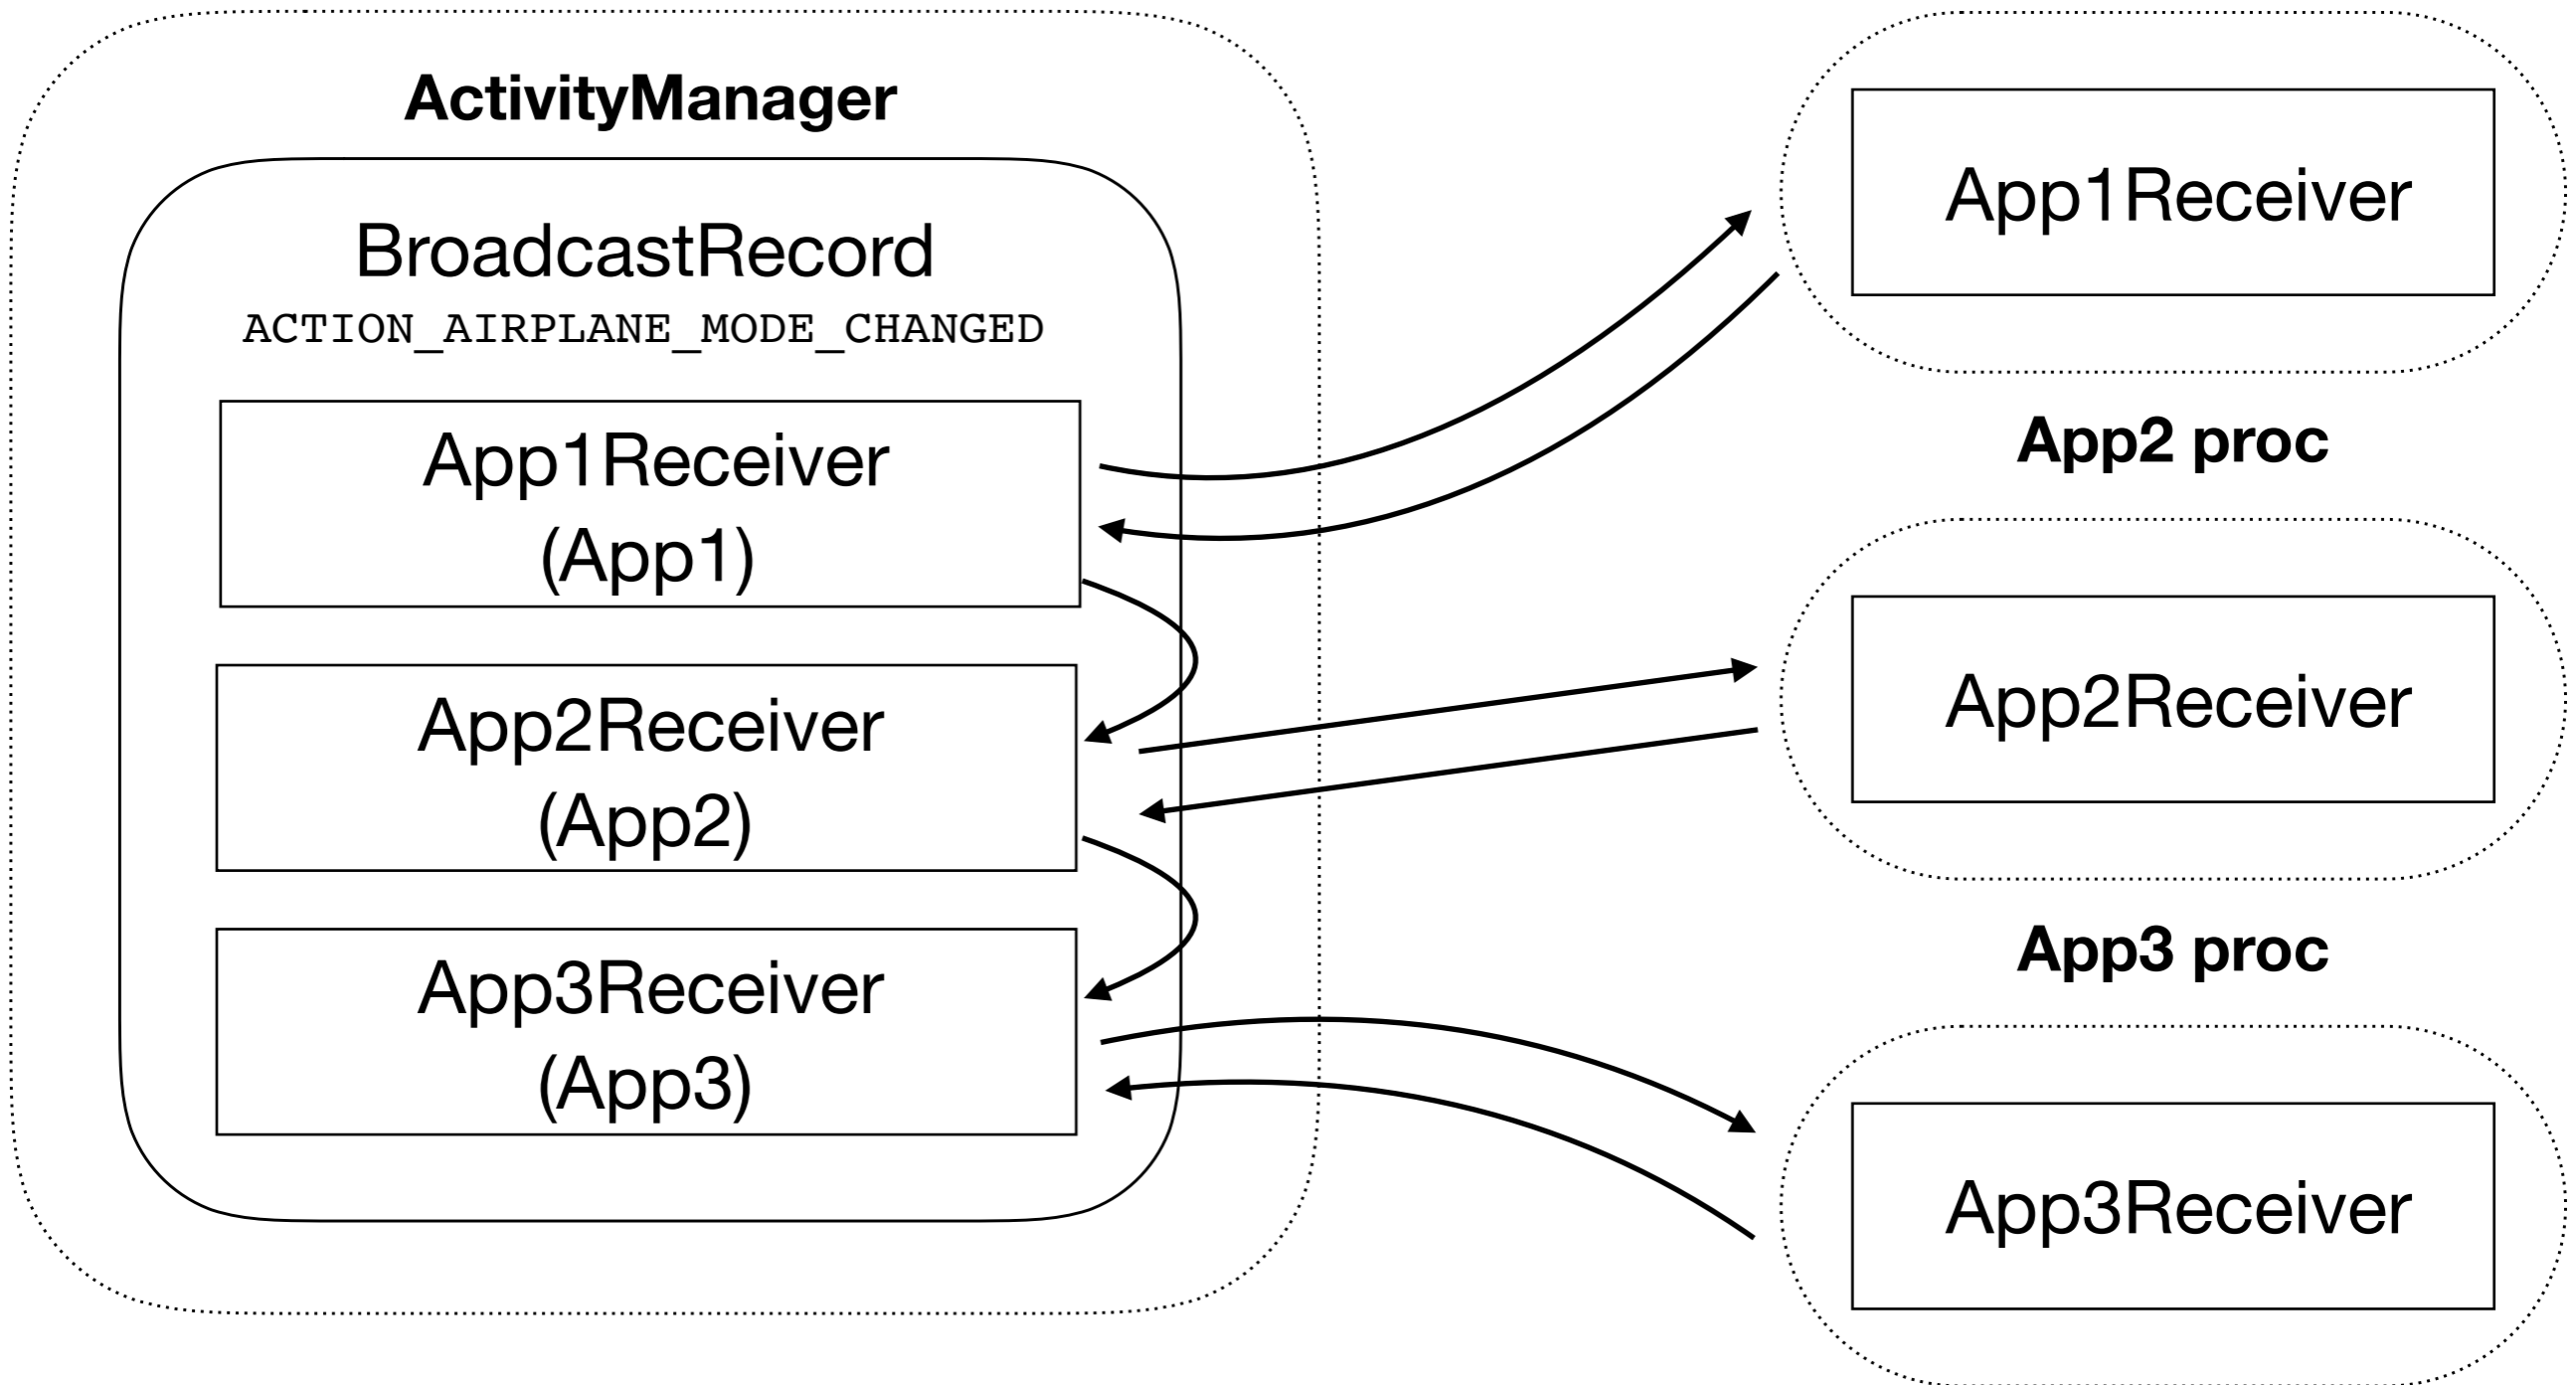 ActivityManager
BroadcastRecord
ACTION_AIRPLANE_MODE_CHANGED
App1Receiver
(App1)
App2Receiver
(App2)
App3Receiver
(App3)
App1Receiver
App2 proc
App2Receiver
App3 proc
App3Receiver